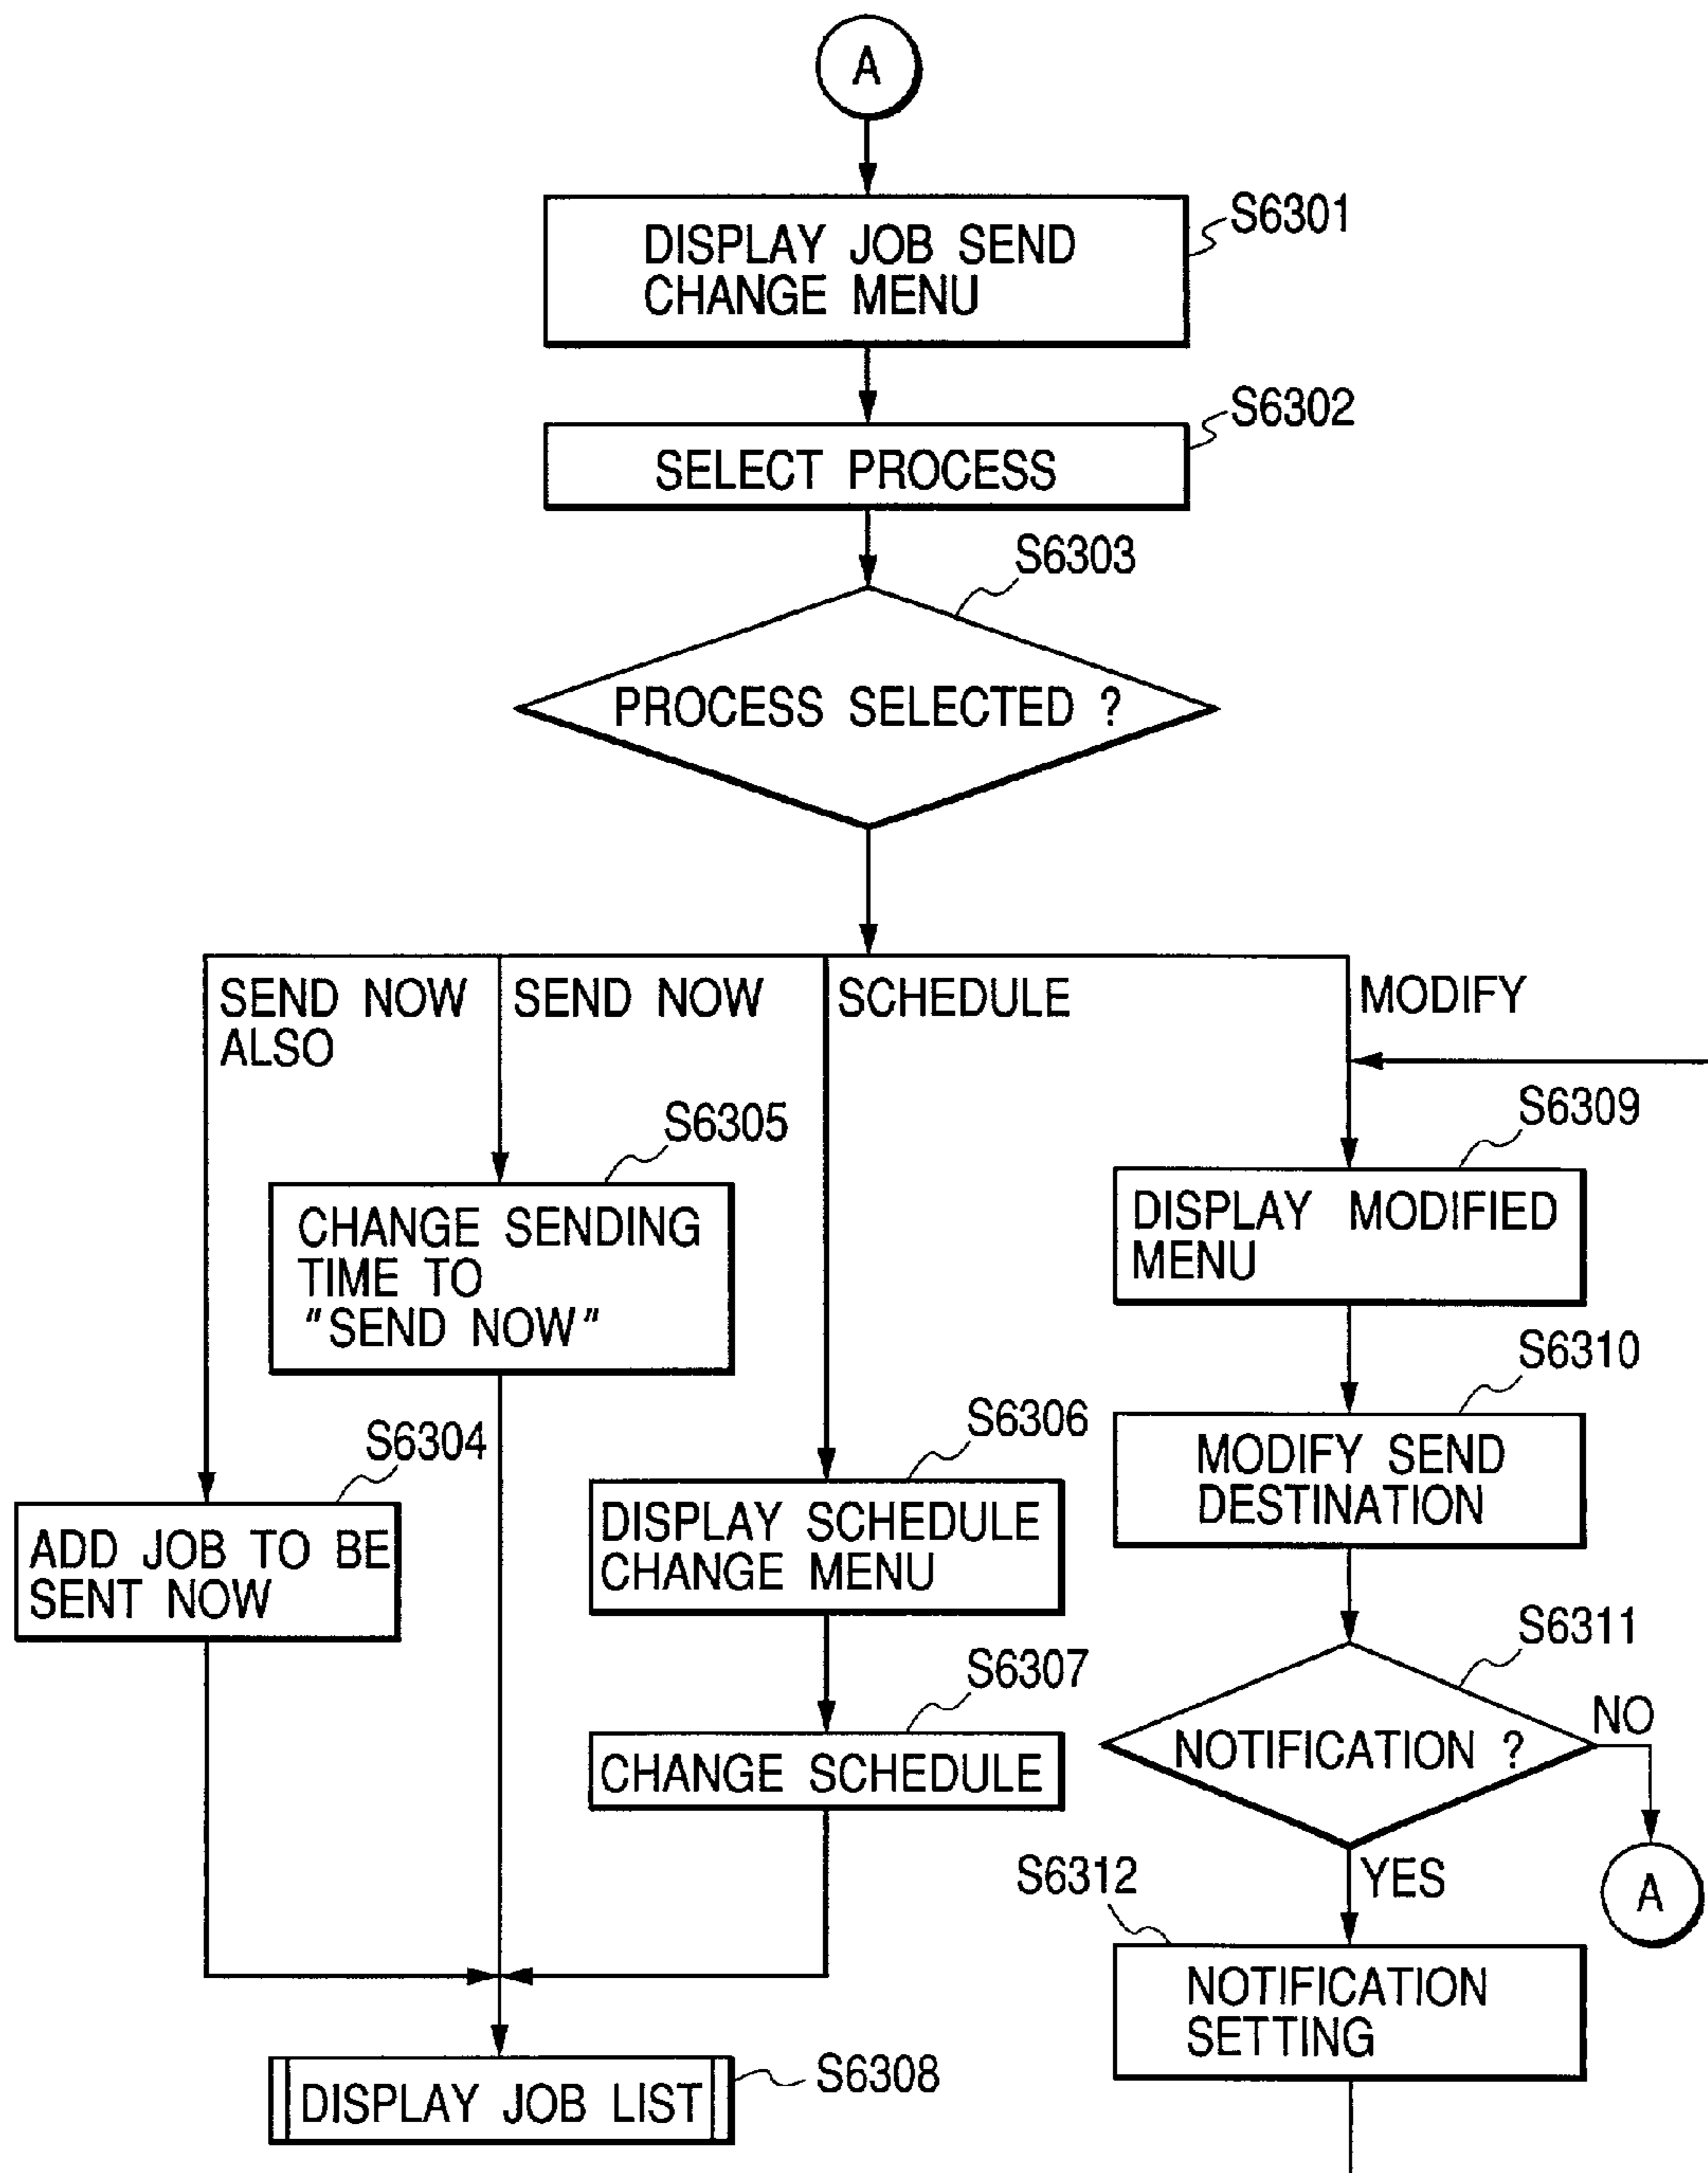 A
DISPLAY JOB SEND
CHANGE MENU
S6301
SELECT PROCESS
S6302
S6303
PROCESS SELECTED ?
SEND NOW
ALSO
SEND NOW
SCHEDULE
MODIFY
S6305
CHANGE SENDING
TIME TO
"SEND NOW"
S6309
DISPLAY MODIFIED
MENU
S6304
ADD JOB TO BE
SENT NOW
S6306
DISPLAY SCHEDULE
CHANGE MENU
S6310
MODIFY SEND
DESTINATION
S6307
CHANGE SCHEDULE
S6311
NOTIFICATION ?
NO
A
YES
S6312
NOTIFICATION
SETTING
DISPLAY JOB LIST
S6308